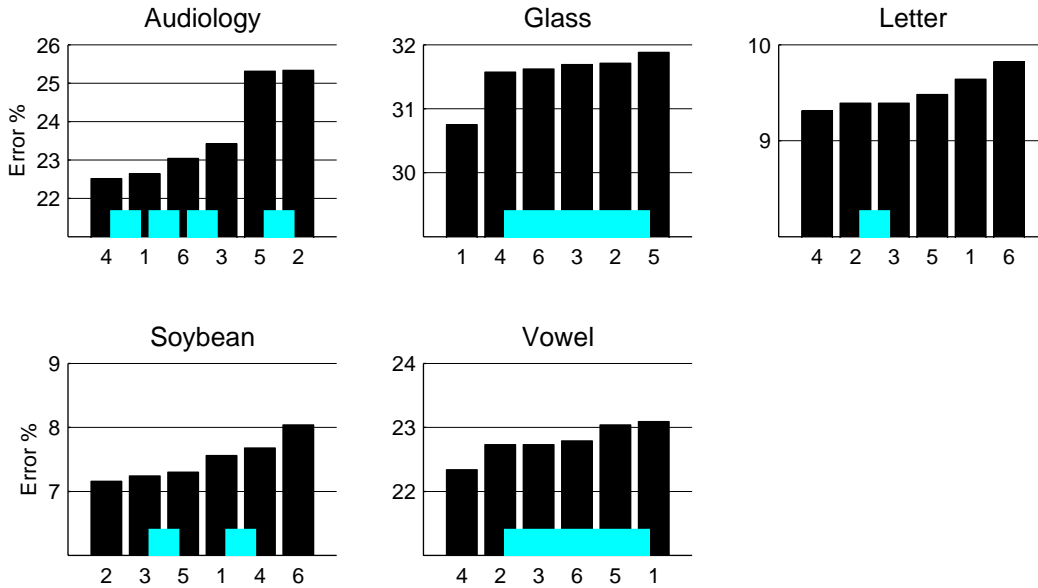 Audiology
26
25
24
23
22
Error %
4 1 6 3 5 2
Glass
32
31
30
1 4 6 3 2 5
Letter
10
9
4 2 3 5 1 6
Soybean
9
8
7
Error %
2 3 5 1 4 6
Vowel
24
23
22
4 2 3 6 5 1